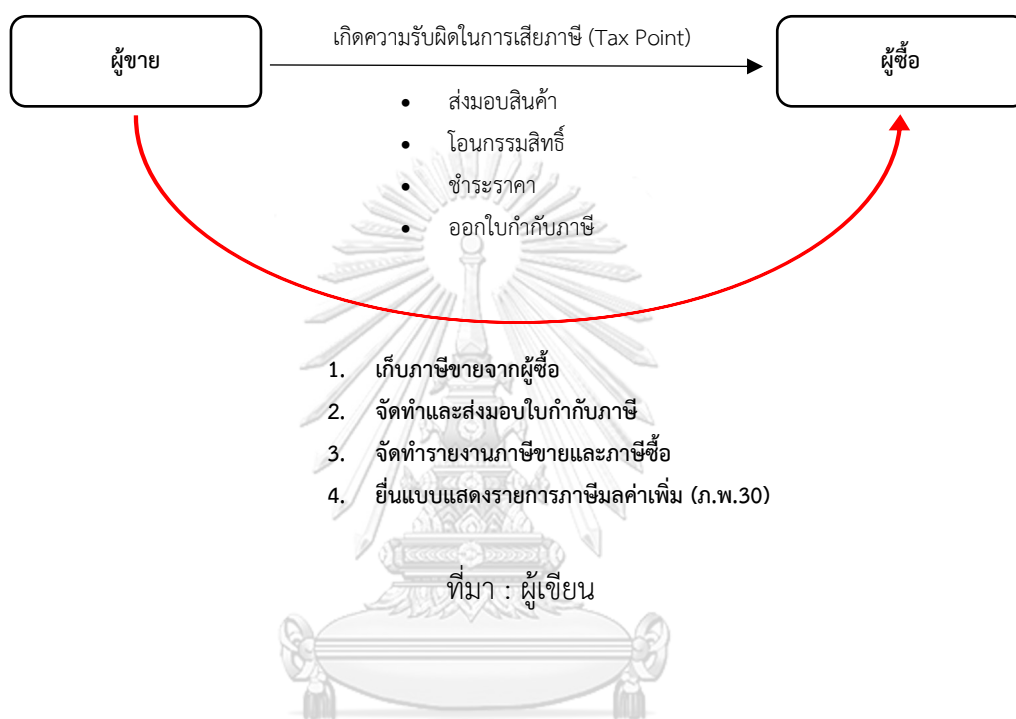 เกิดความรับผิดในการเสียภาษี (Tax Point)
ผู้ขาย
ผู้ซื้อ
• ส่งมอบสินค้า
• โอนกรรมสิทธิ์
• ชำระราคา
• ออกใบกำกับภาษี
1. เก็บภาษีขายจากผู้ซื้อ
2. จัดทำและส่งมอบใบกำกับภาษี
3. จัดทำรายงานภาษีขายและภาษีซื้อ
4. ยื่นแบบแสดงรายการภาษีมูลค่าเพิ่ม (ภ.พ.30)
ที่มา : ผู้เขียน